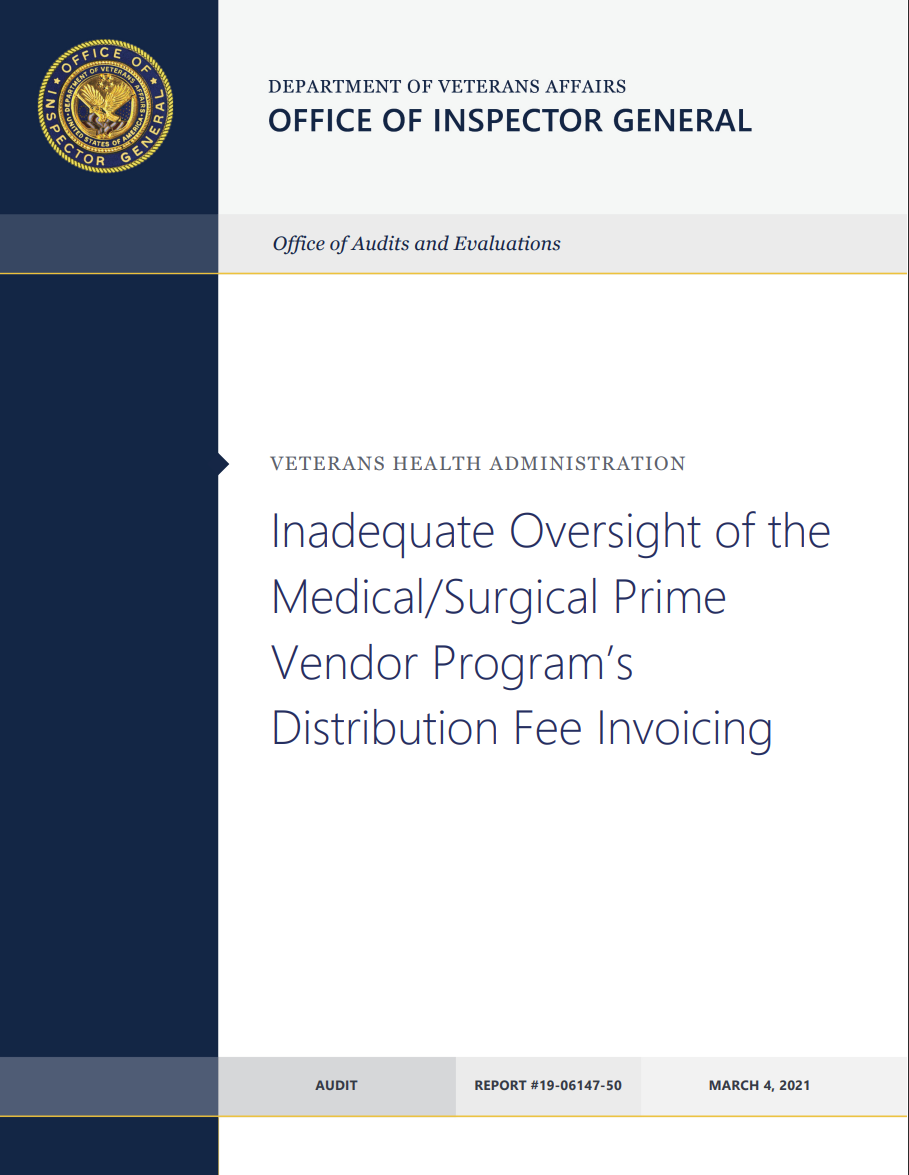 OFFICE OF
INSPECTOR GENERAL
DEPARTMENT OF VETERANS AFFAIRS
UNITED STATES OF AMERICA
DEPARTMENT OF VETERANS AFFAIRS
OFFICE OF INSPECTOR GENERAL
Office of Audits and Evaluations
VETERANS HEALTH ADMINISTRATION
Inadequate Oversight of the
Medical/Surgical Prime
Vendor Program’s
Distribution Fee Invoicing
AUDIT
REPORT #19-06147-50
MARCH 4, 2021